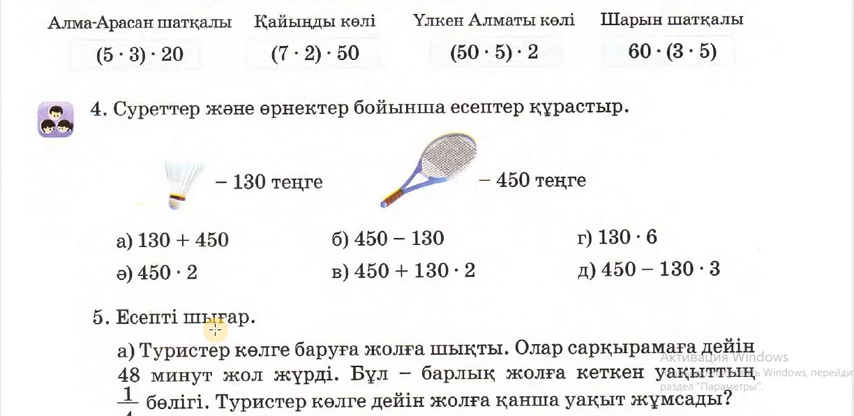 Алма-Арасан шатқалы Қайыңды көлі Үлкен Алматы көлі Шарын шатқалы
(5 · 3) · 20 (7 · 2) · 50 (50 · 5) · 2 60 · (3 · 5)
4. Суреттер және өрнектер бойынша есептер құрастыр.
– 130 теңге – 450 теңге
а) 130 + 450 б) 450 – 130 г) 130 · 6
ә) 450 · 2 в) 450 + 130 · 2 д) 450 – 130 · 3
5. Есепті шығар.
а) Туристер көлге баруға жолға шықты. Олар сарқырамаға дейін
Активация Windows
48 минут жол жүрді. Бұл – барлық жолға кеткен уақыттың
Windows, перейди
раздел "Параметры".
бөлігі. Туристер көлге дейін жолға қанша уақыт жұмсады?